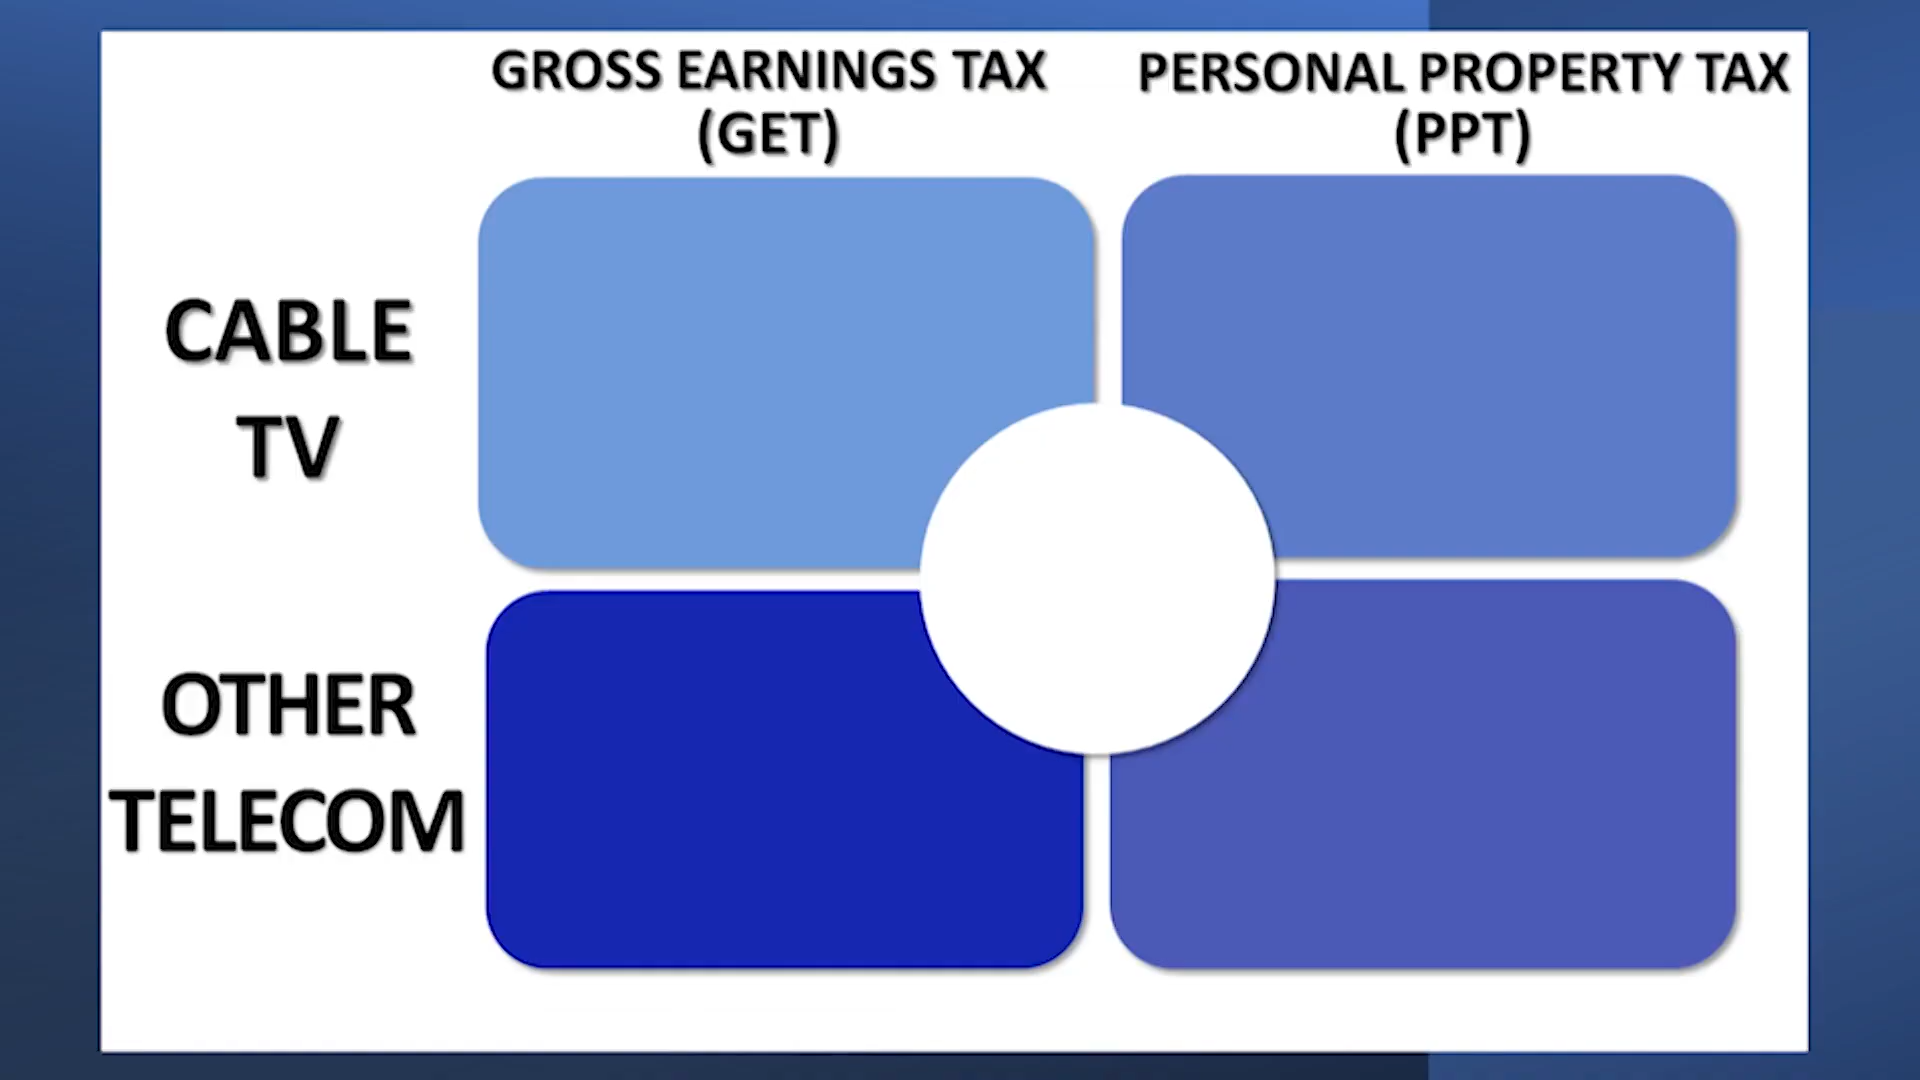 GROSS EARNINGS TAX
(GET)
PERSONAL PROPERTY TAX
(PPT)
CABLE
TV
OTHER
TELECOM